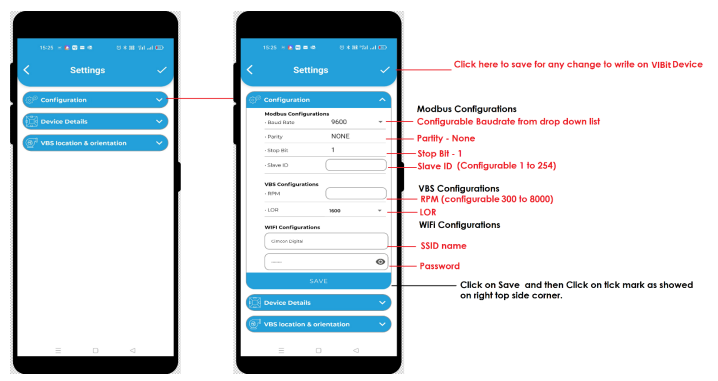 15:25
Settings
Configuration
Device Details
VBS location & orientation
15:25
Settings
Configuration
Modbus Configurations
- Baud Rate 9600
- Parity NONE
- Stop Bit 1
- Slave ID
VBS Configurations
- RPM
- LOR 1600
WIFI Configurations
Cimcon Digital
SAVE
Device Details
VBS location & orientation
Click here to save for any change to write on VIBit Device
Modbus Configurations
Configurable Baudrate from drop down list
Partity - None
Stop Bit - 1
Slave ID (Configurable 1 to 254)
VBS Configurations
RPM (configurable 300 to 8000)
LOR
WiFi Configurations
SSID name
Password
Click on Save and then Click on tick mark as showed
on right top side corner.